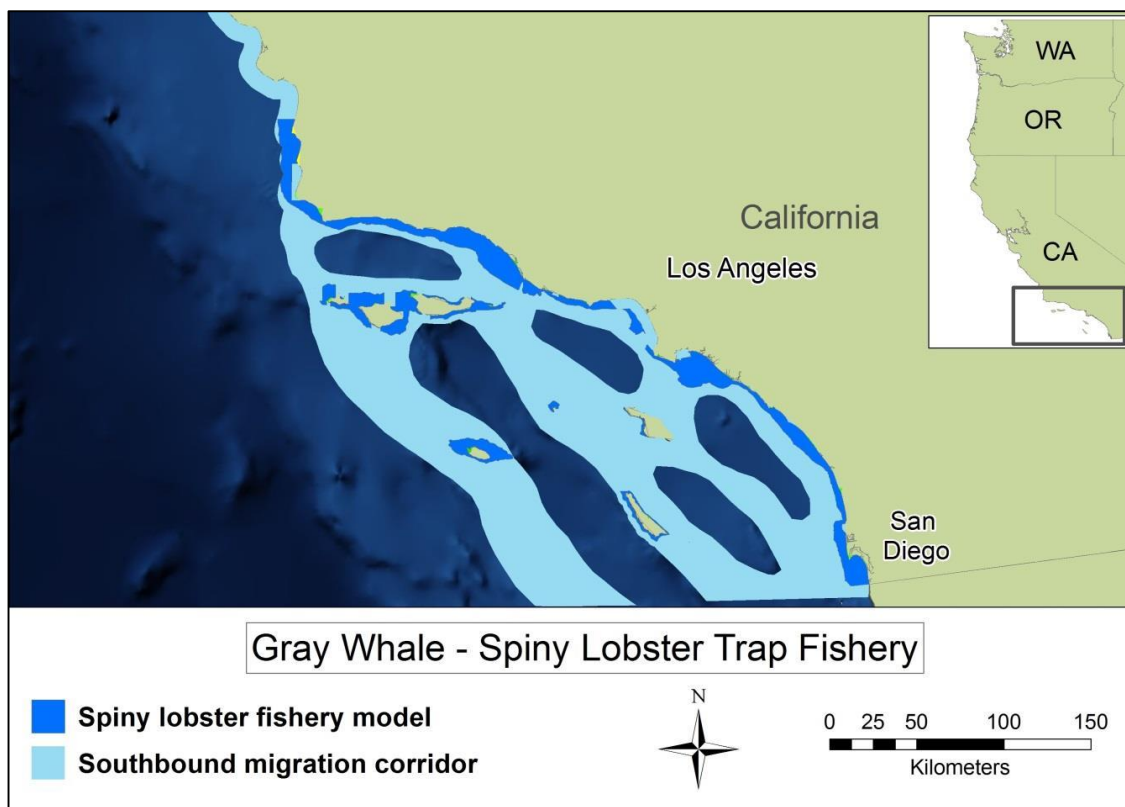 WA
OR
CA
California
Los Angeles
San
Diego
Gray Whale - Spiny Lobster Trap Fishery
Spiny lobster fishery model
Southbound migration corridor
N
0 25 50 100 150
Kilometers